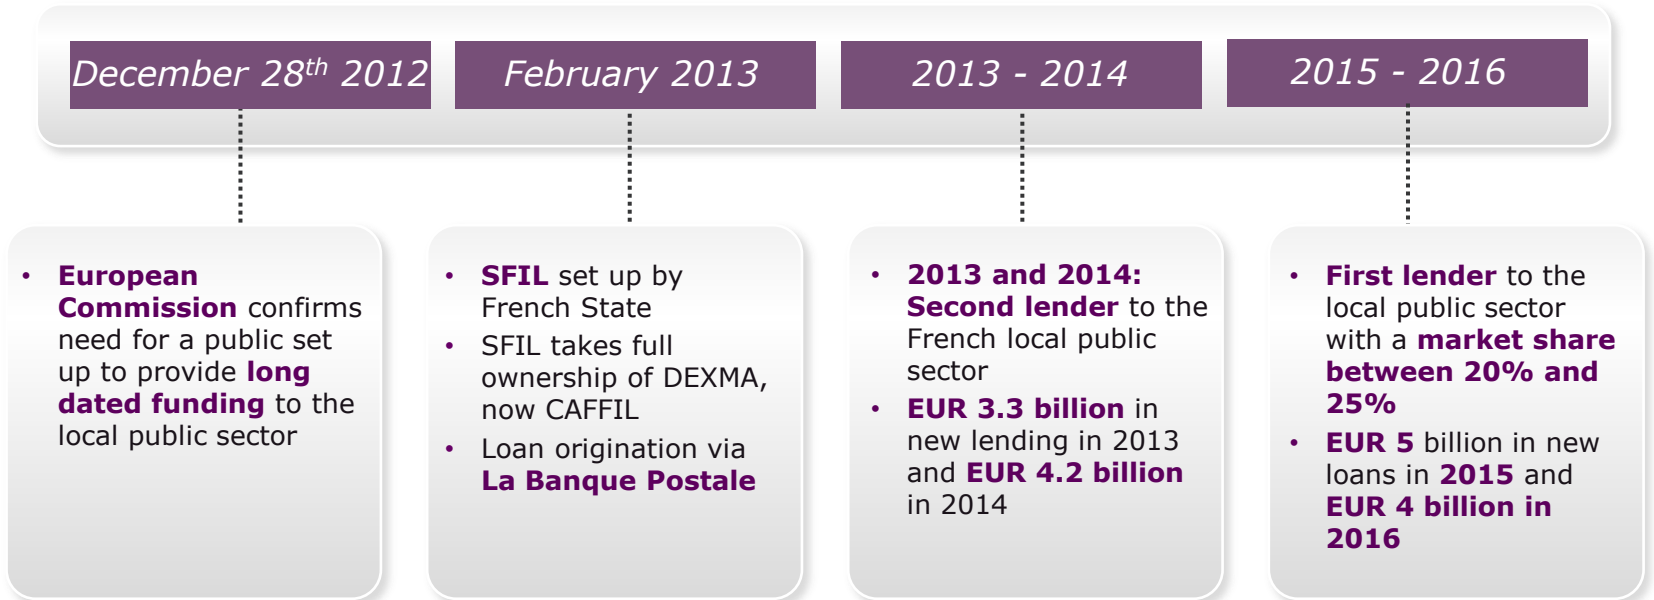 December 28th 2012
February 2013
2013 - 2014
2015 - 2016
• European
Commission confirms
need for a public set
up to provide long
dated funding to the
local public sector
• SFIL set up by
French State
• SFIL takes full
ownership of DEXMA,
now CAFFIL
• Loan origination via
La Banque Postale
• 2013 and 2014:
Second lender to the
French local public
sector
• EUR 3.3 billion in
new lending in 2013
and EUR 4.2 billion
in 2014
• First lender to the
local public sector
with a market share
between 20% and
25%
• EUR 5 billion in new
loans in 2015 and
EUR 4 billion in
2016